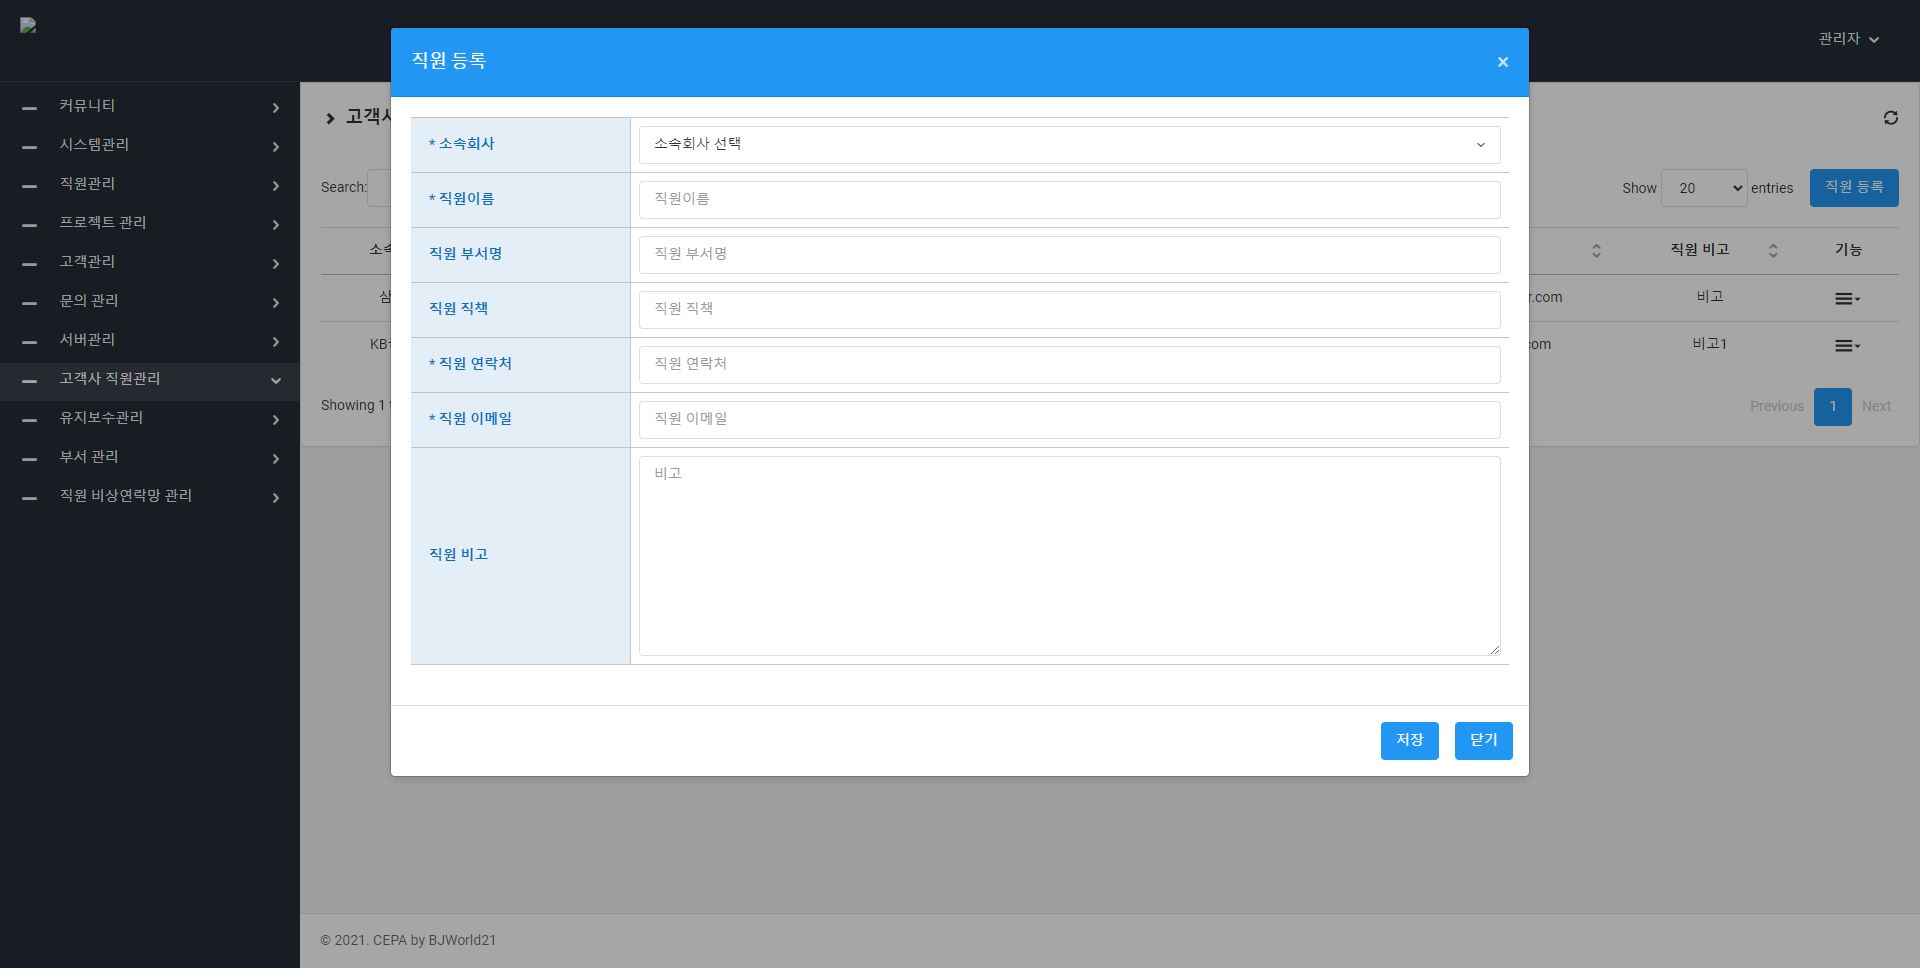 관리자
직원 등록
×
커뮤니티
시스템관리
직원관리
프로젝트 관리
고객관리
문의 관리
서버관리
고객사 직원관리
유지보수관리
부서 관리
직원 비상연락망 관리
고객사
Search:
Show 20 entries 직원 등록
소속 직원 비고 기능
삼 r.com 비고
KB com 비고1
Showing 1
Previous 1 Next
* 소속회사 소속회사 선택
* 직원이름 직원이름
직원 부서명 직원 부서명
직원 직책 직원 직책
* 직원 연락처 직원 연락처
* 직원 이메일 직원 이메일
직원 비고 비고
저장 닫기
© 2021. CEPA by BJWorld21